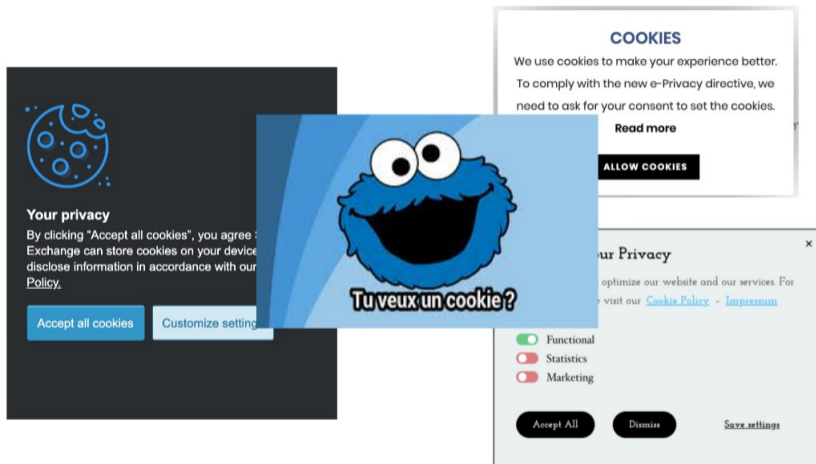 Your privacy
By clicking "Accept all cookies", you agree
Exchange can store cookies on your device
disclose information in accordance with our
Policy.
Accept all cookies
Customize setting
Tu veux un cookie ?
COOKIES
We use cookies to make your experience better.
To comply with the new e-Privacy directive, we
need to ask for your consent to set the cookies.
Read more
ALLOW COOKIES
Privacy
optimize our website and our services. For
visit our Cookie Policy - Impressum
Functional
Statistics
Marketing
Accept All
Dismiss
Save settings